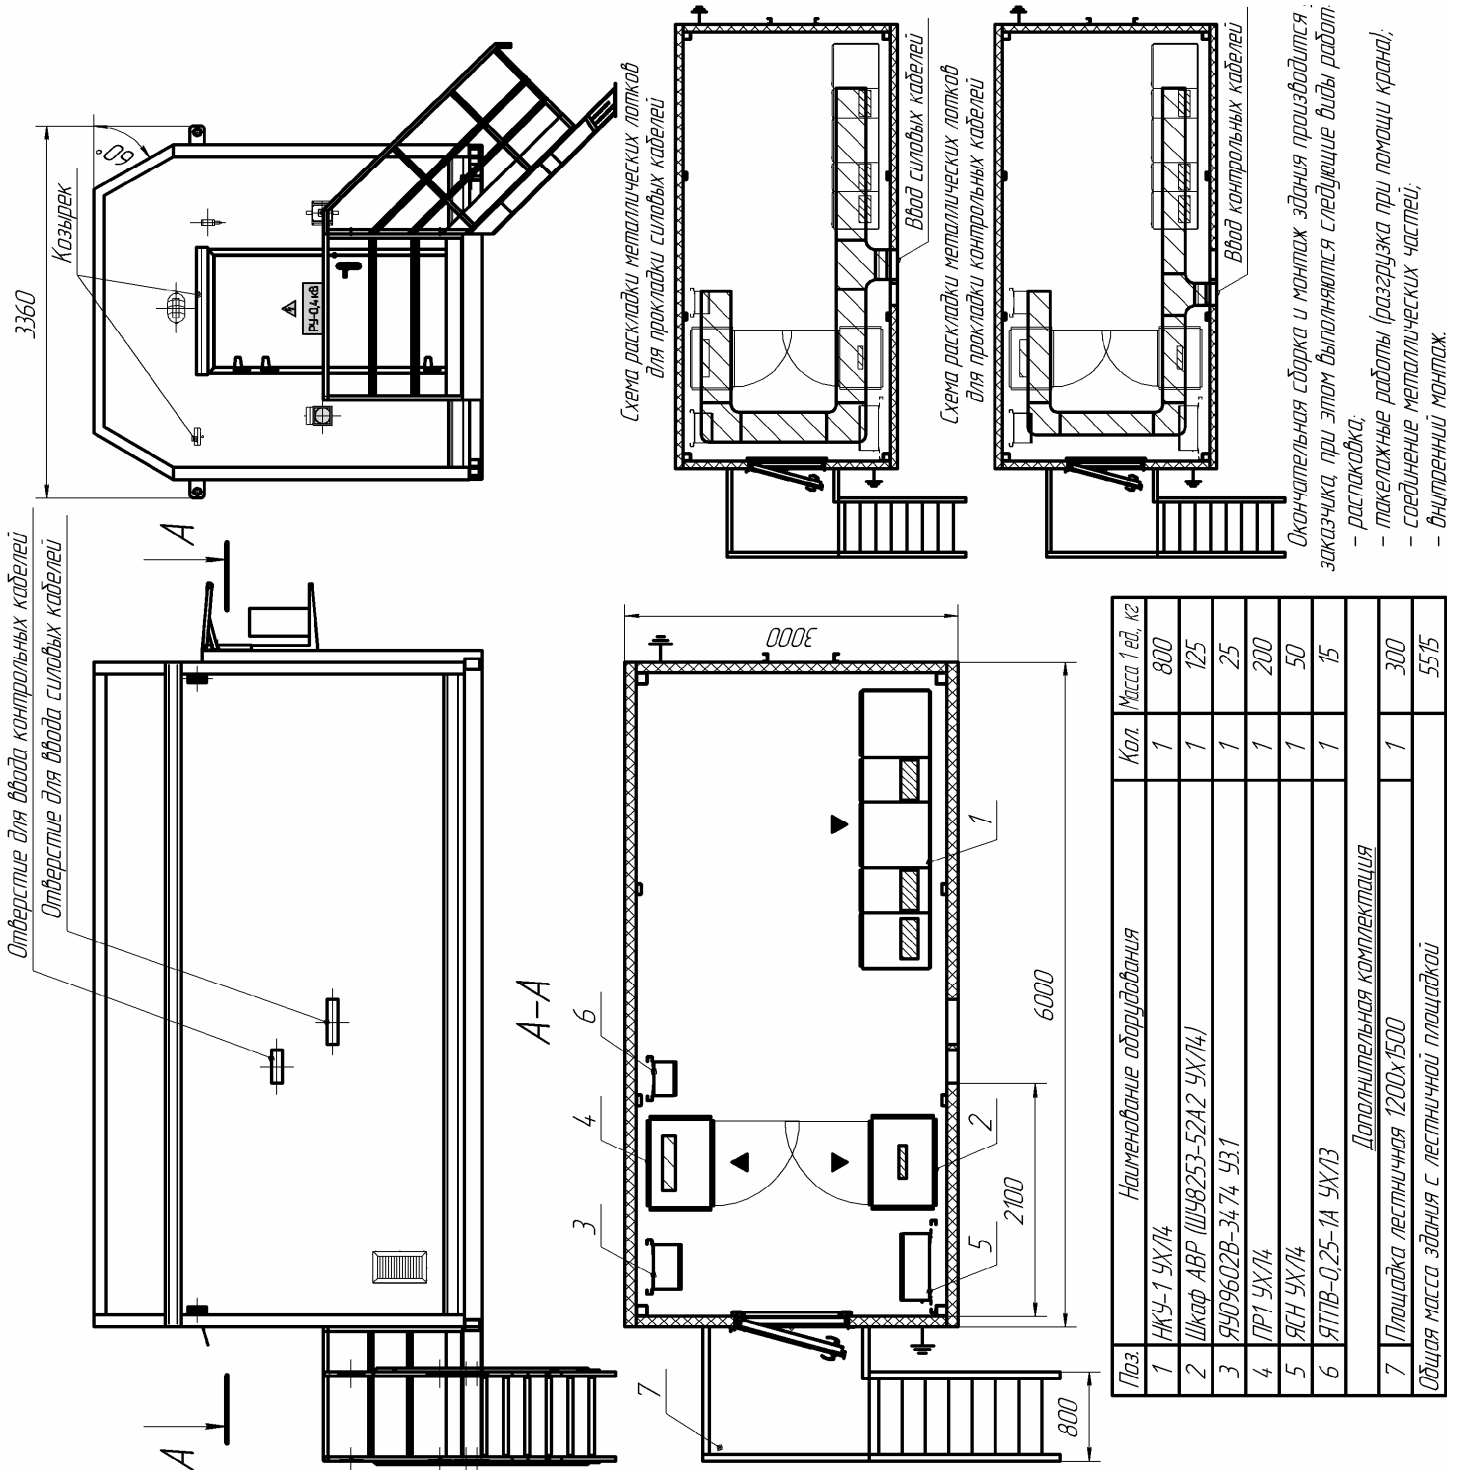 Отверстие для ввода контрольных кабелей
Отверстие для ввода силовых кабелей
А
А
3360
60°
Козырек
РУ-0,4кВ
А-А
3
4
6
7
5
2
1
3000
6000
2100
800
Схема раскладки металлических лотков
для прокладки силовых кабелей
Ввод силовых кабелей
Схема раскладки металлических лотков
для прокладки контрольных кабелей
Ввод контрольных кабелей
Окончательная сборка и монтаж здания производится
заказчика, при этом выполняются следующие виды работ
- распаковка;
- такелажные работы (разгрузка при помощи крана);
- соединение металлических частей;
- внутренний монтаж.
Поз. Наименование оборудования Кол. Масса 1 ед, кг
1 НКУ-1 УХЛ4 1 800
2 Шкаф АВР (ШУ8253-52А2 УХЛ4) 1 125
3 ЯУО9602В-3474 У3.1 1 25
4 ПР1 УХЛ4 1 200
5 ЯСН УХЛ4 1 50
6 ЯТПВ-0,25-1А УХЛ3 1 15
Дополнительная комплектация
7 Площадка лестничная 1200х1500 1 300
Общая масса здания с лестничной площадкой 5515